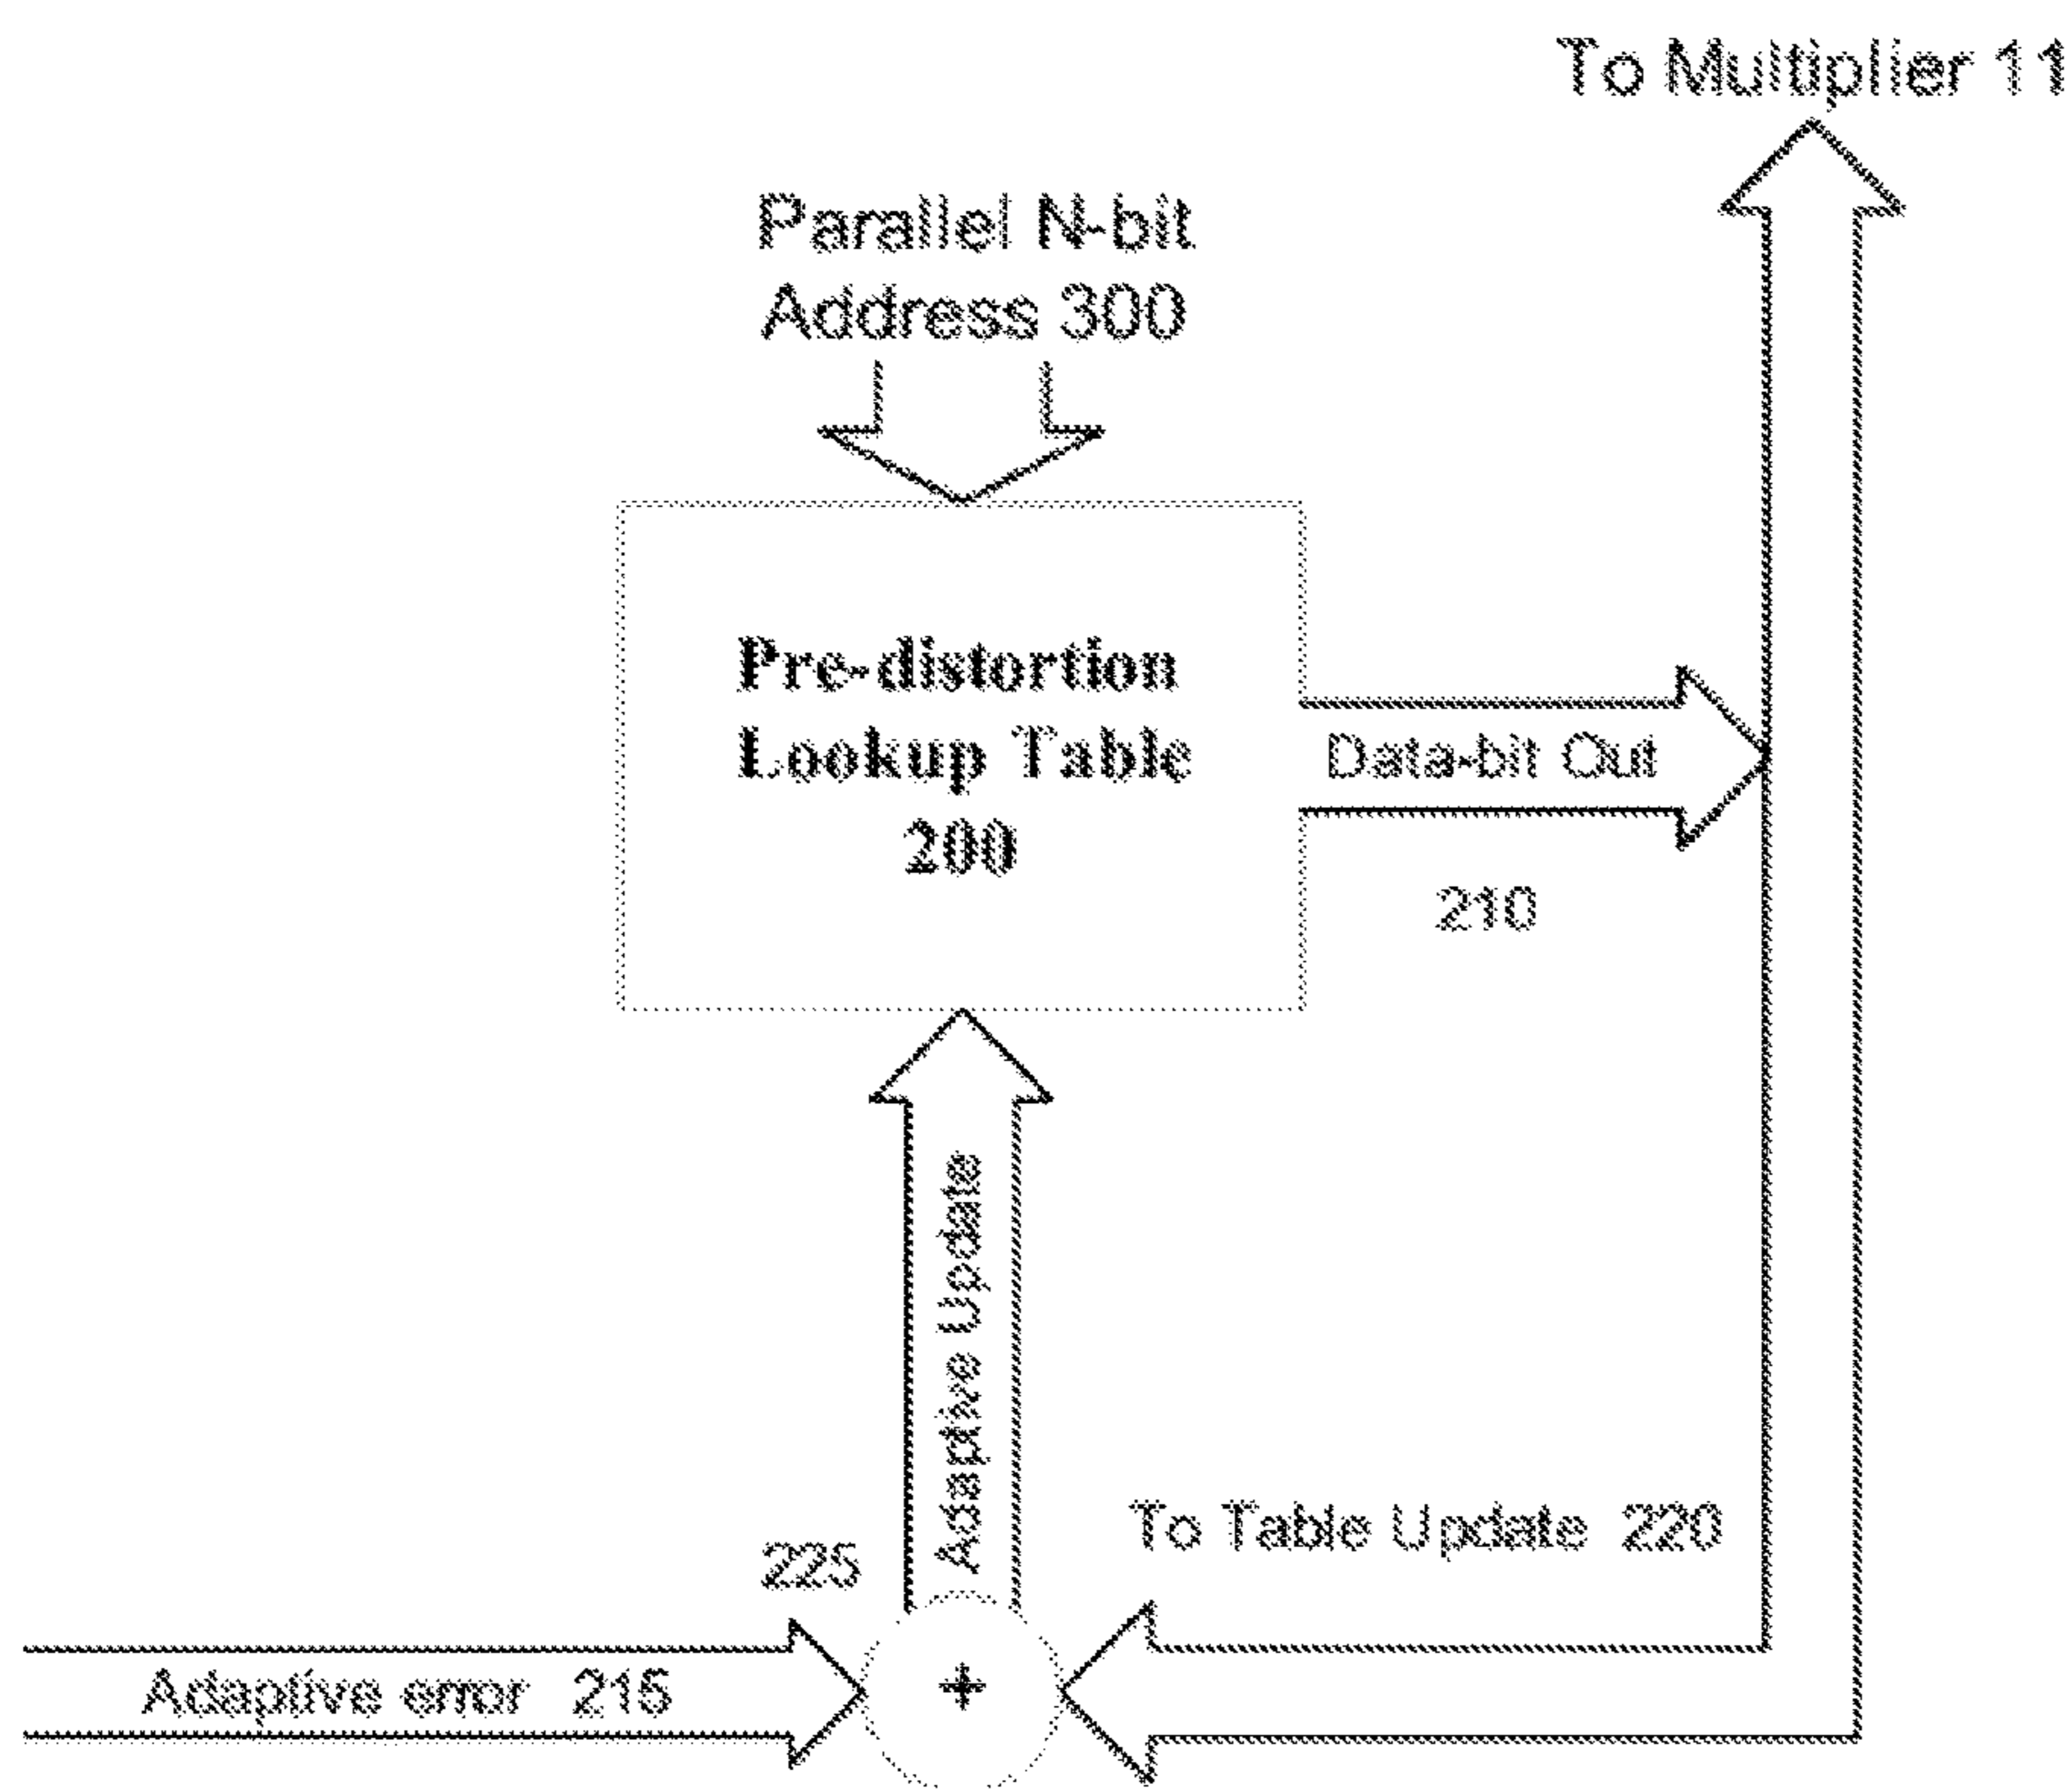 To Multiplier 11
Parallel N-bit
Address 300
Pre-distortion
Lookup Table
200
Data-bit Out
210
Adaptive Update
To Table Update 220
225
Adaptive error 215
+